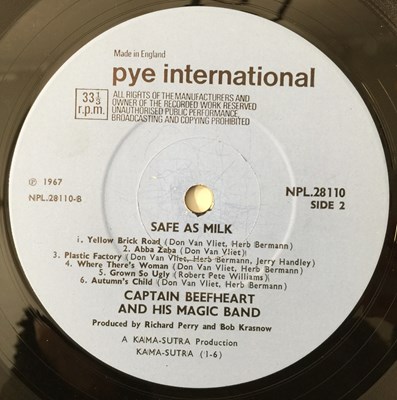 Made in England
pye international
33⅓ r.p.m.
ALL RIGHTS OF THE MANUFACTURERS AND
OWNER OF THE RECORDED WORK RESERVED
UNAUTHORISED PUBLIC PERFORMANCE,
BROADCASTING AND COPYING PROHIBITED
℗ 1967
NPL.28110-B
NPL.28110
SIDE 2
SAFE AS MILK
1. Yellow Brick Road (Don Van Vliet, Herb Bermann)
2. Abba Zaba (Don Van Vliet)
3. Plastic Factory (Don Van Vliet, Herb Bermann, Jerry Handley)
4. Where There's Woman (Don Van Vliet, Herb Bermann)
5. Grown So Ugly (Robert Pete Williams)
6. Autumn's Child (Don Van Vliet, Herb Bermann)
CAPTAIN BEEFHEART
AND HIS MAGIC BAND
Produced by Richard Perry and Bob Krasnow
A KAMA-SUTRA Production
KAMA-SUTRA (1-6)